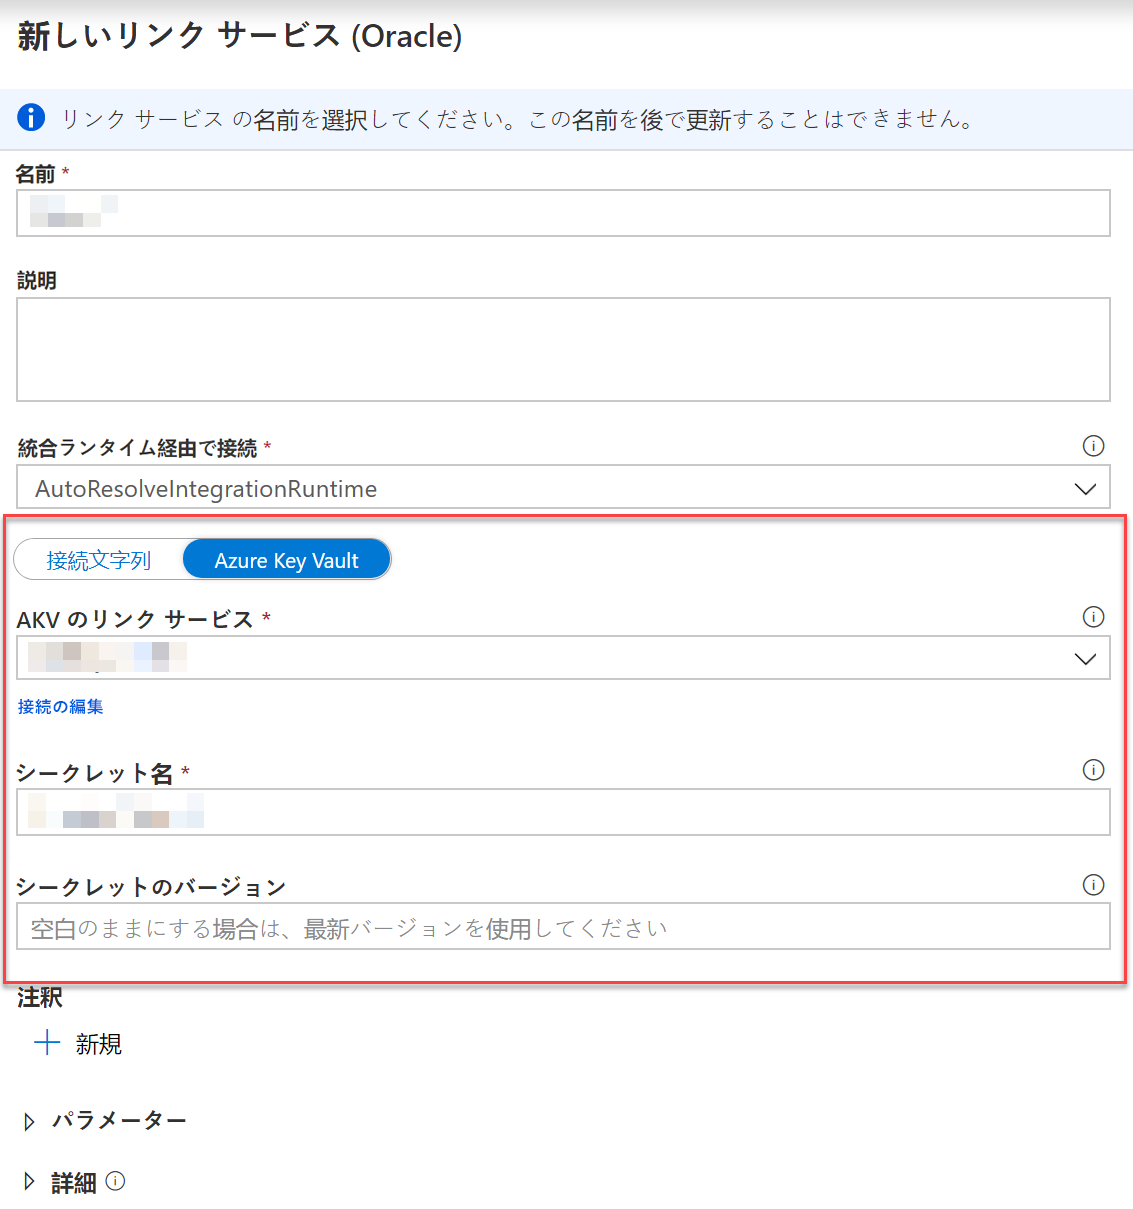 新しいリンク サービス (Oracle)
リンク サービス の名前を選択してください。この名前を後で更新することはできません。
名前 *
説明
統合ランタイム経由で接続 *
AutoResolveIntegrationRuntime
接続文字列
Azure Key Vault
AKV のリンク サービス *
接続の編集
シークレット名 *
シークレットのバージョン
空白のままにする場合は、最新バージョンを使用してください
注釈
新規
パラメーター
詳細